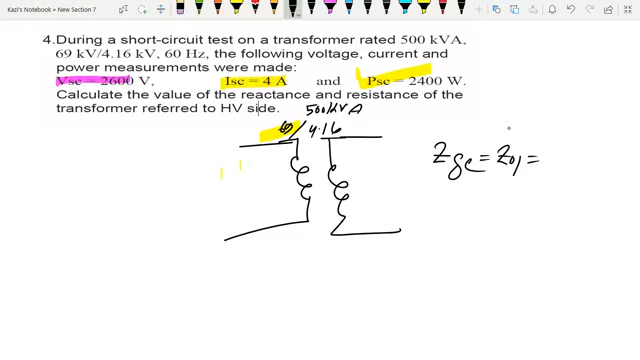 Kazi's Notebook » New Section 7
4.During a short-circuit test on a transformer rated 500 kVA,
69 kV/4.16 kV, 60 Hz, the following voltage, current and
power measurements were made:
Vsc = 2600 V, Isc = 4 A and Psc = 2400 W.
Calculate the value of the reactance and resistance of the
transformer referred to HV side.
500 kVA
/4.16
Zsc = Z01 =